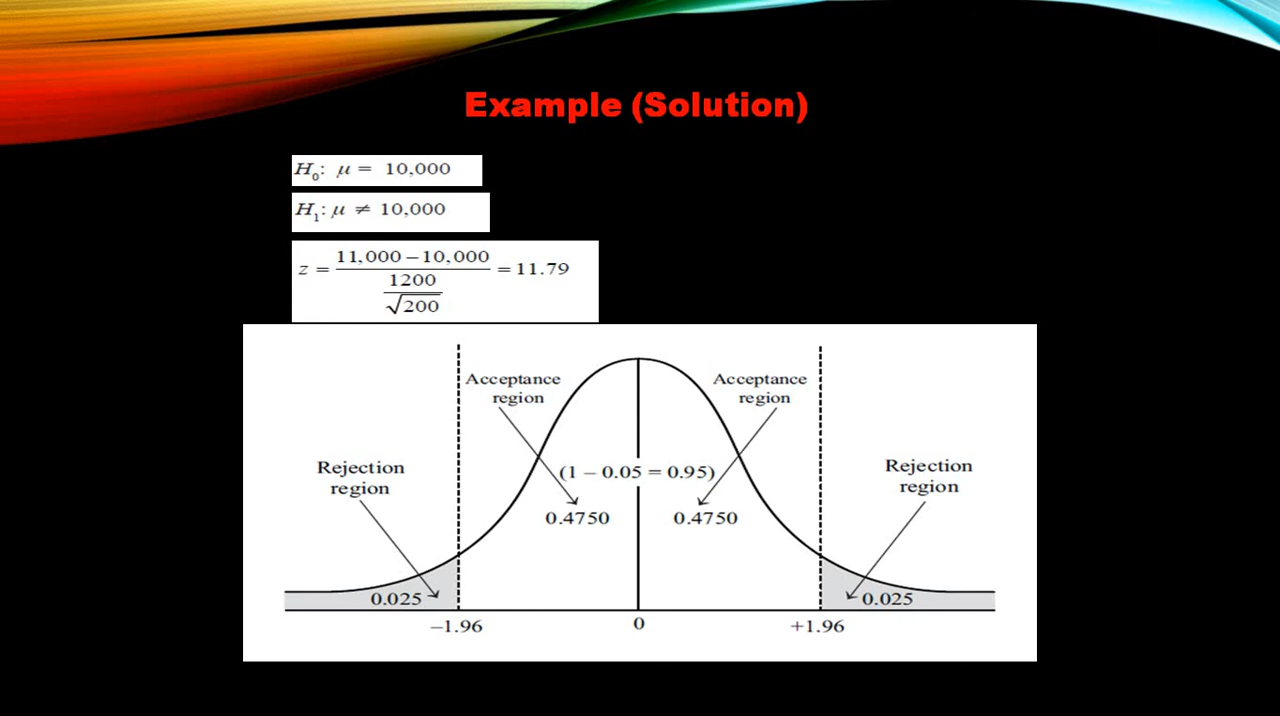 Example (Solution)
H₀: μ = 10,000
H₁: μ ≠ 10,000
z = (11,000 – 10,000) / (1200 / √200) = 11.79
Acceptance
region
Acceptance
region
Rejection
region
(1 – 0.05 = 0.95)
Rejection
region
0.4750
0.4750
0.025
0.025
–1.96
0
+1.96